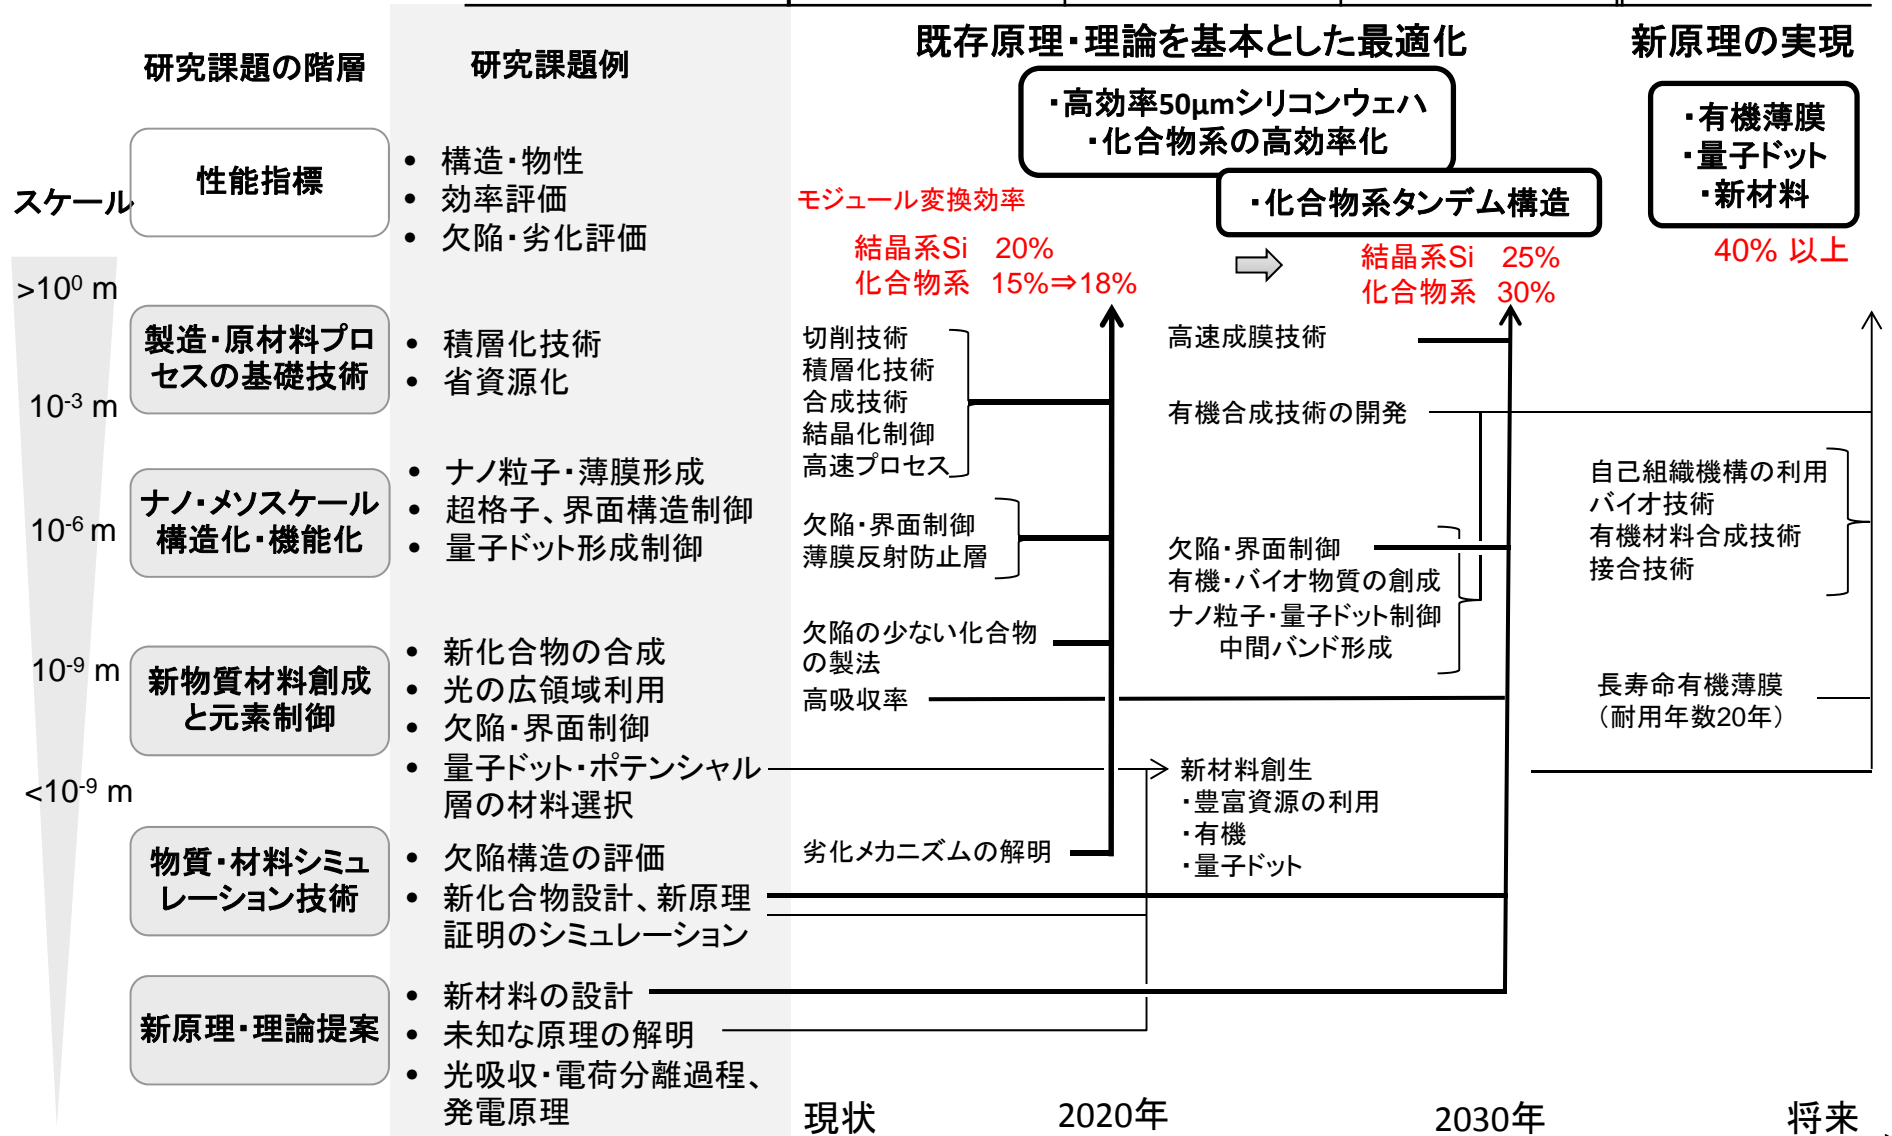 研究課題の階層
研究課題例
既存原理・理論を基本とした最適化
新原理の実現
・高効率50μmシリコンウェハ
・化合物系の高効率化
・化合物系タンデム構造
・有機薄膜
・量子ドット
・新材料
スケール
>10⁰ m
10⁻³ m
10⁻⁶ m
10⁻⁹ m
<10⁻⁹ m
性能指標
• 構造・物性
• 効率評価
• 欠陥・劣化評価
モジュール変換効率
結晶系Si 20%
化合物系 15%⇒18%
結晶系Si 25%
化合物系 30%
40% 以上
製造・原材料プロ
セスの基礎技術
• 積層化技術
• 省資源化
切削技術
積層化技術
合成技術
結晶化制御
高速プロセス
高速成膜技術
有機合成技術の開発
ナノ・メソスケール
構造化・機能化
• ナノ粒子・薄膜形成
• 超格子、界面構造制御
• 量子ドット形成制御
欠陥・界面制御
薄膜反射防止層
欠陥・界面制御
有機・バイオ物質の創成
ナノ粒子・量子ドット制御
中間バンド形成
自己組織機構の利用
バイオ技術
有機材料合成技術
接合技術
新物質材料創成
と元素制御
• 新化合物の合成
• 光の広領域利用
• 欠陥・界面制御
• 量子ドット・ポテンシャル
層の材料選択
欠陥の少ない化合物
の製法
高吸収率
新材料創生
・豊富資源の利用
・有機
・量子ドット
長寿命有機薄膜
（耐用年数20年）
物質・材料シミュ
レーション技術
• 欠陥構造の評価
• 新化合物設計、新原理
証明のシミュレーション
劣化メカニズムの解明
新原理・理論提案
• 新材料の設計
• 未知な原理の解明
• 光吸収・電荷分離過程、
発電原理
現状
2020年
2030年
将来